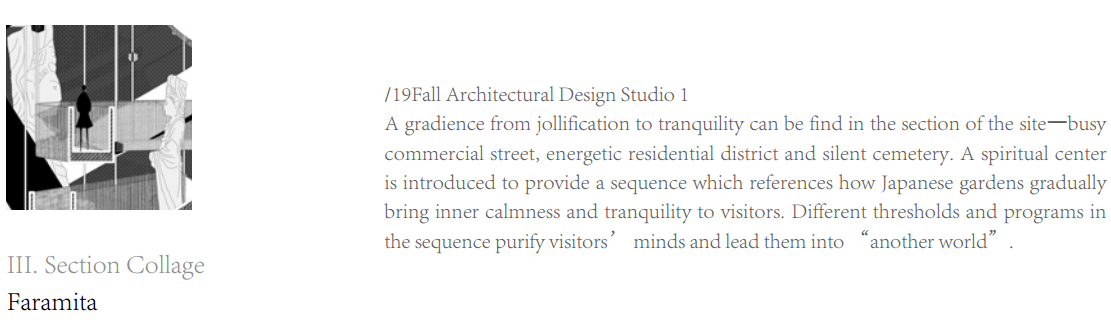 /19Fall Architectural Design Studio 1
A gradience from jollification to tranquility can be find in the section of the site—busy
commercial street, energetic residential district and silent cemetery. A spiritual center
is introduced to provide a sequence which references how Japanese gardens gradually
bring inner calmness and tranquility to visitors. Different thresholds and programs in
the sequence purify visitors’ minds and lead them into “another world”.
III. Section Collage
Faramita